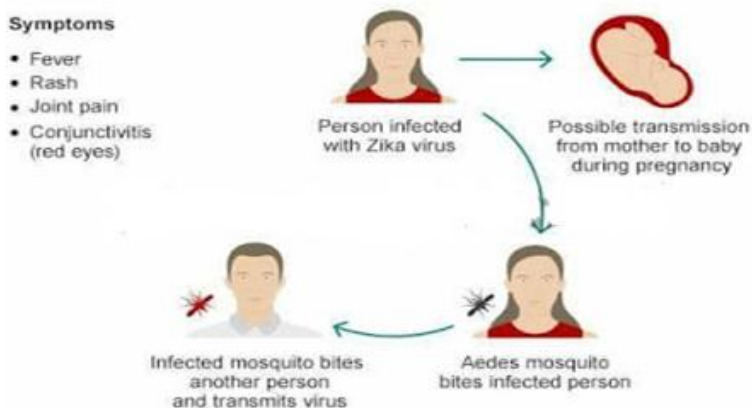 Symptoms
• Fever
• Rash
• Joint pain
• Conjunctivitis
(red eyes)
Person infected
with Zika virus
Possible transmission
from mother to baby
during pregnancy
Infected mosquito bites
another person
and transmits virus
Aedes mosquito
bites infected person